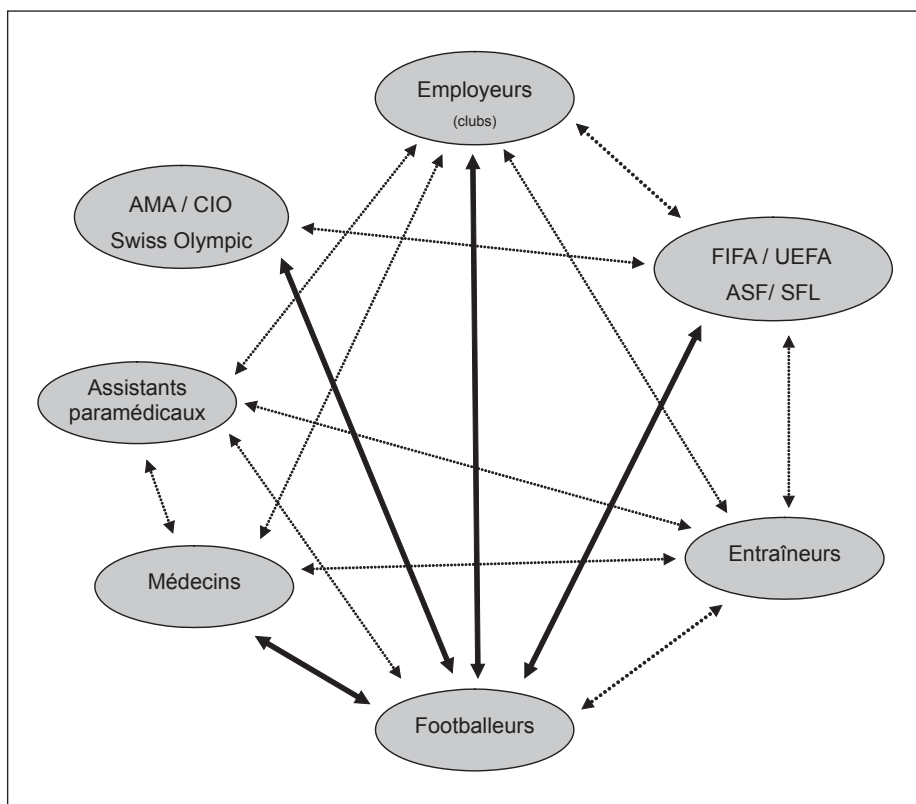 Employeurs
(clubs)
AMA / CIO
Swiss Olympic
FIFA / UEFA
ASF/ SFL
Assistants
paramédicaux
Entraîneurs
Médecins
Footballeurs